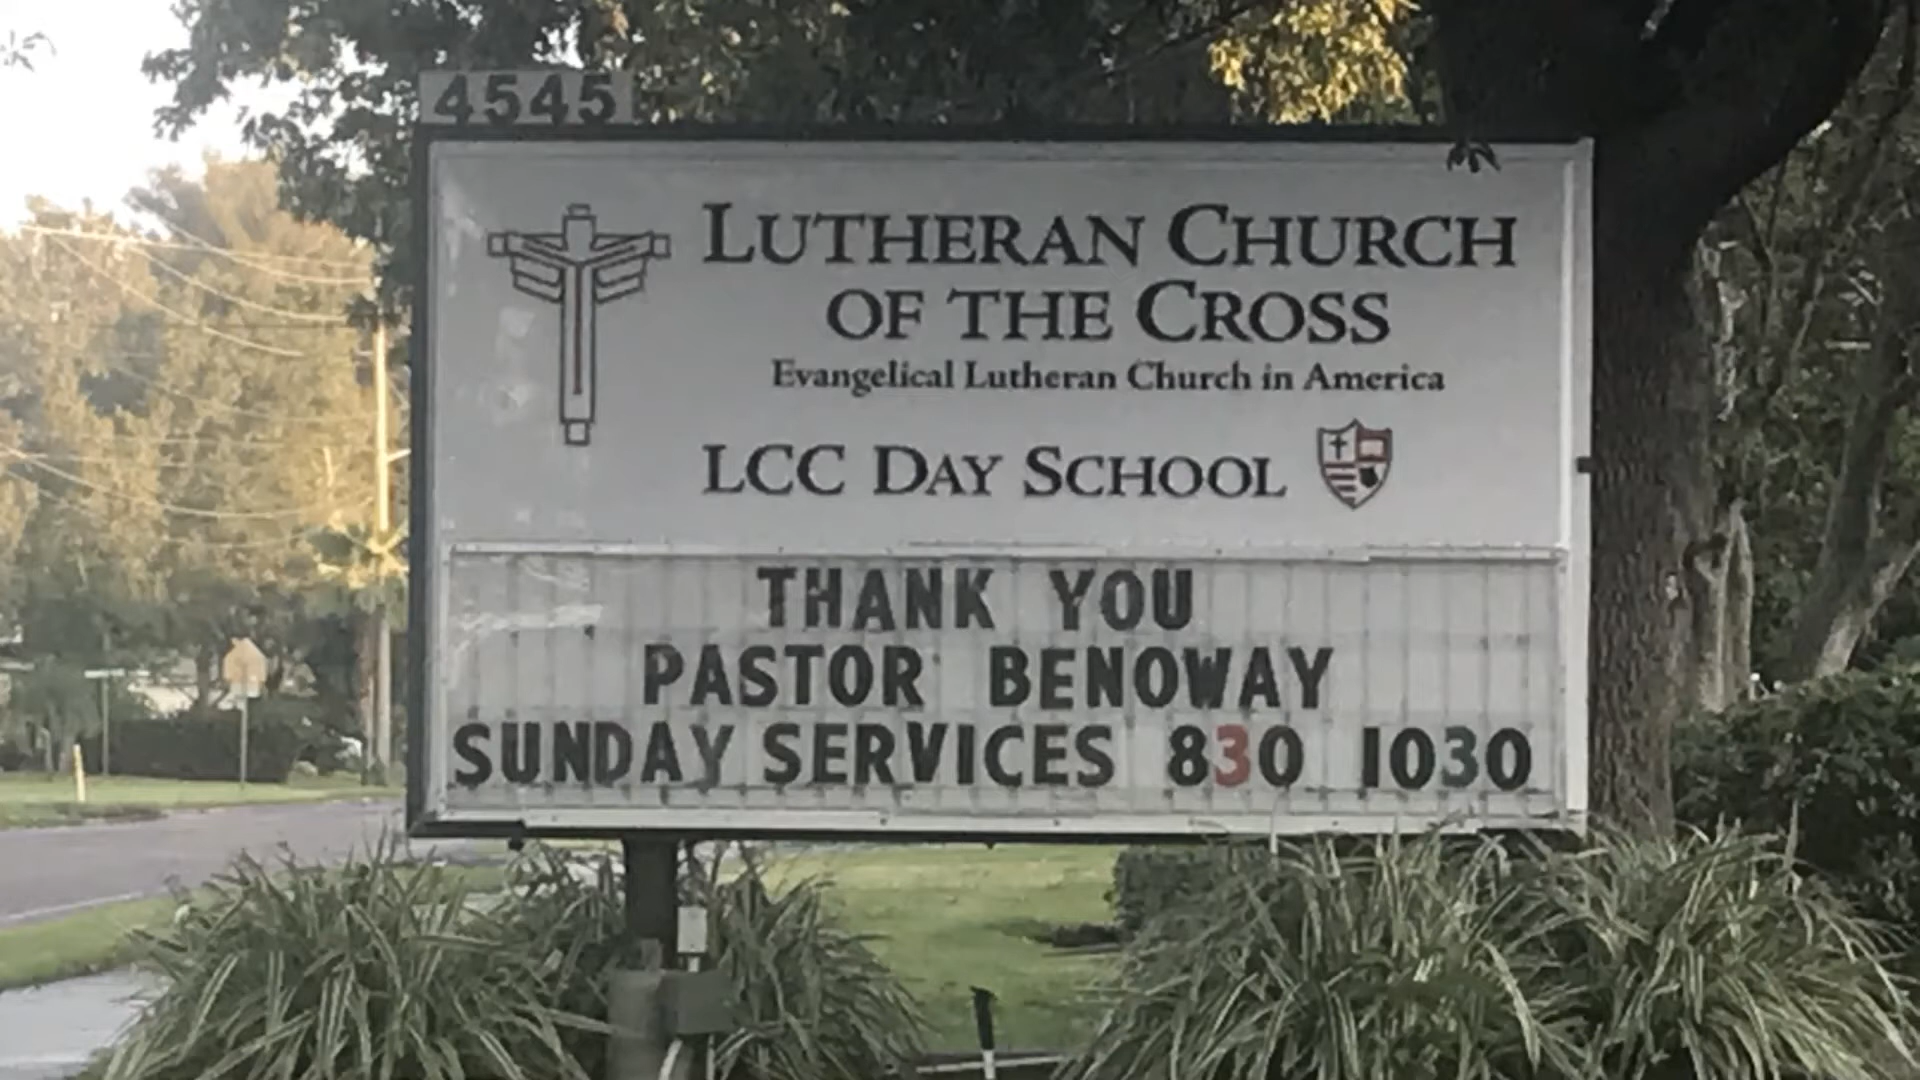 4545
LUTHERAN CHURCH
OF THE CROSS
Evangelical Lutheran Church in America
LCC DAY SCHOOL
THANK YOU
PASTOR BENOWAY
SUNDAY SERVICES 830 1030